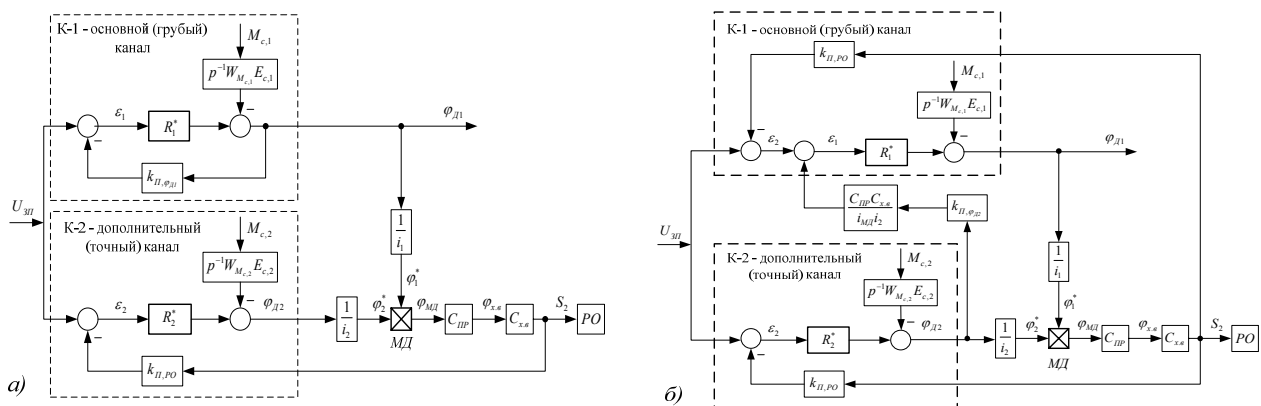 К-1 - основной (грубый)
канал
M_{c,1}
p^{-1}W_{M_{c,1}}E_{c,1}
ε_1
R_1^*
φ_{Д1}
k_{П,φ_{Д1}}
U_{ЗП}
1/i_1
К-2 - дополнительный
(точный) канал
M_{c,2}
p^{-1}W_{M_{c,2}}E_{c,2}
φ_1^*
ε_2
R_2^*
φ_{Д2}
1/i_2
φ_2^*
φ_{МД}
C_{ПР}
φ_{х.в}
C_{х.в}
S_2
РО
МД
k_{П,РО}
а)
К-1 - основной (грубый) канал
k_{П,РО}
M_{c,1}
p^{-1}W_{M_{c,1}}E_{c,1}
ε_2
ε_1
R_1^*
φ_{Д1}
C_{ПР}C_{х.в}/i_{МД}i_2
k_{П,φ_{Д2}}
U_{ЗП}
К-2 - дополнительный
(точный) канал
M_{c,2}
p^{-1}W_{M_{c,2}}E_{c,2}
1/i_1
φ_1^*
ε_2
R_2^*
φ_{Д2}
1/i_2
φ_2^*
φ_{МД}
C_{ПР}
φ_{х.в}
C_{х.в}
S_2
РО
МД
k_{П,РО}
б)